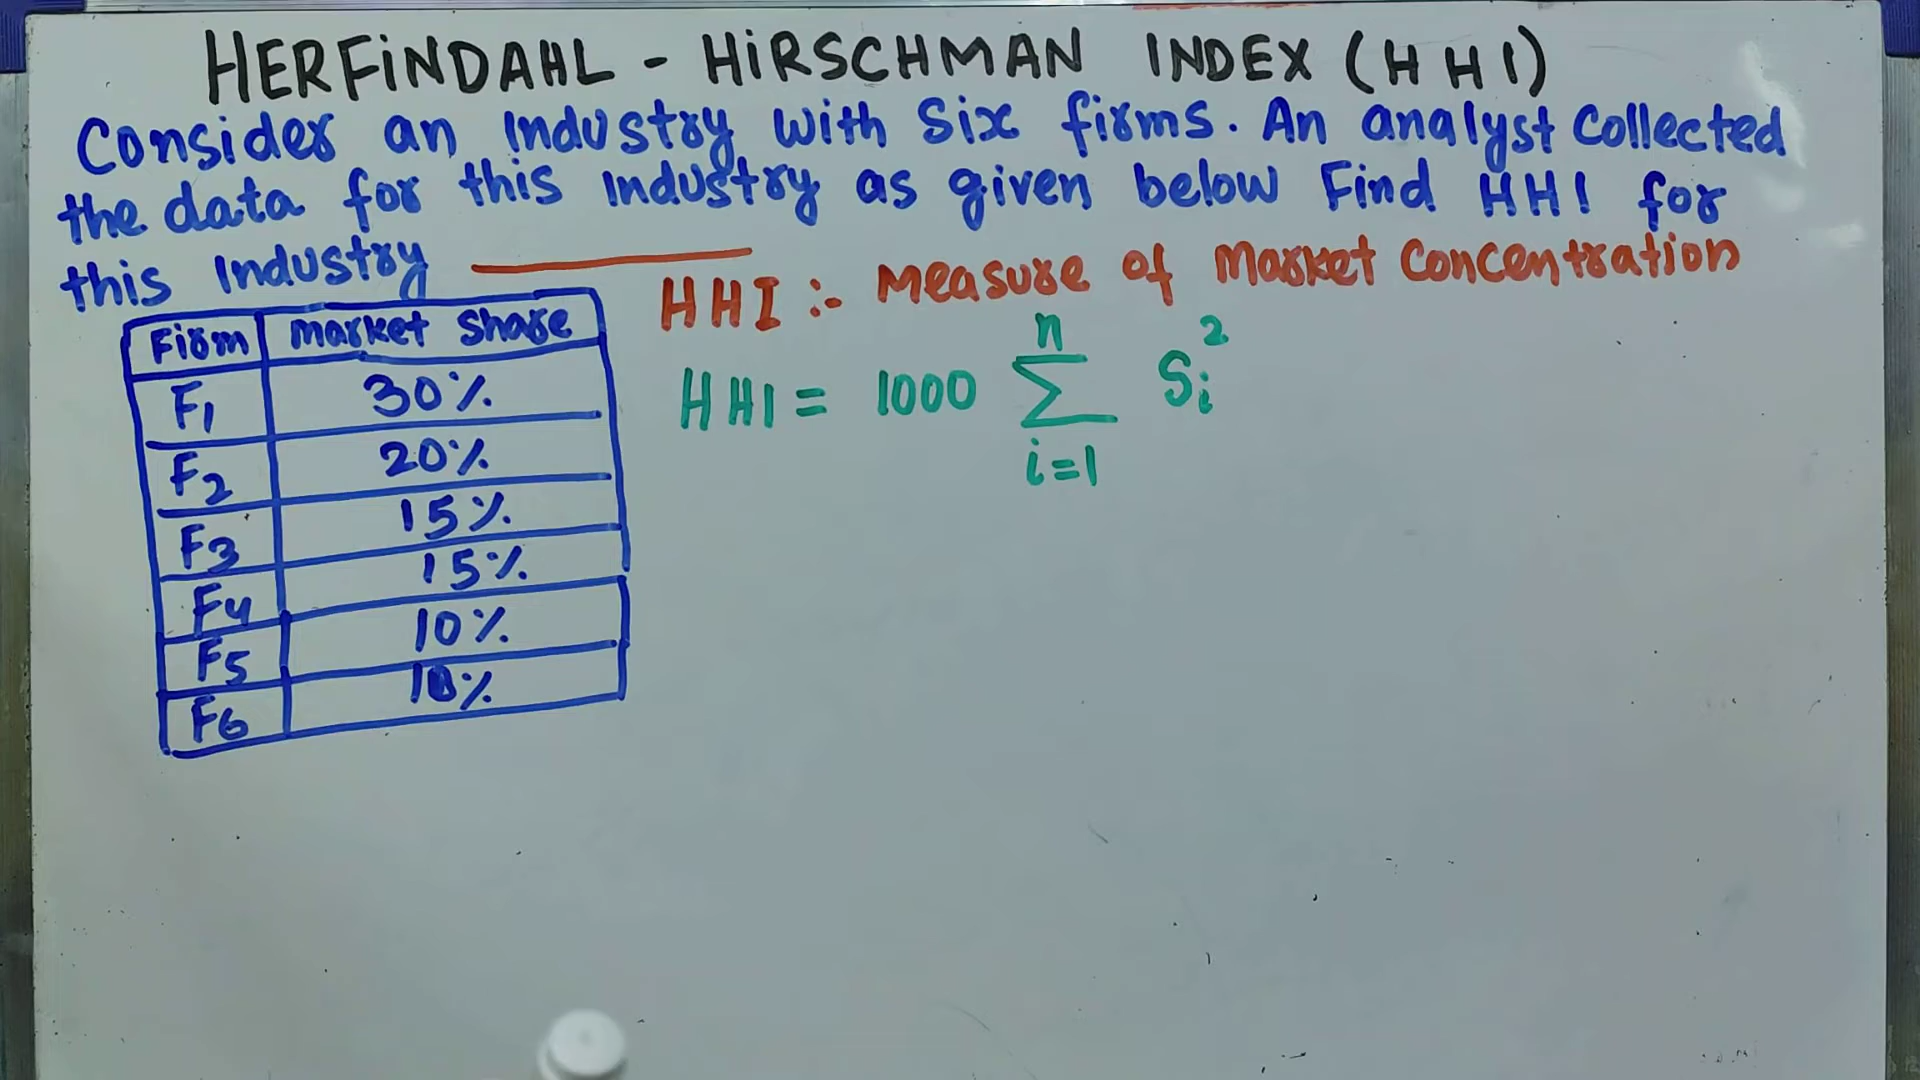 HERFiNDAHL - HiRSCHMAN INDEX (HHI)
Consider an Industry with Six firms. An analyst Collected
the data for this Industry as given below Find HHI for
this Industry
HHI :- Measure of Market Concentration
HHI = 1000 n ∑ i=1 Si²
Firm Market Share
F1 30%
F2 20%
F3 15%
F4 15%
F5 10%
F6 10%